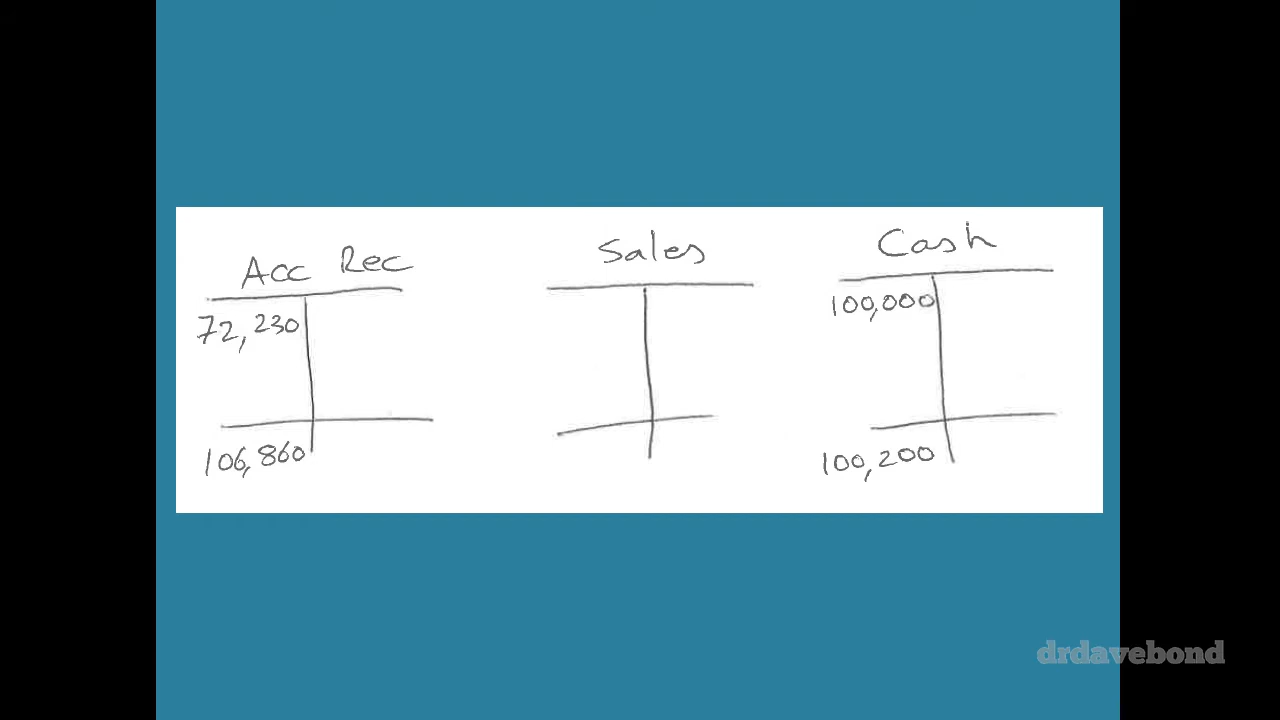 Acc Rec
Sales
Cash
72,230
100,000
106,860
100,200
drdavebond